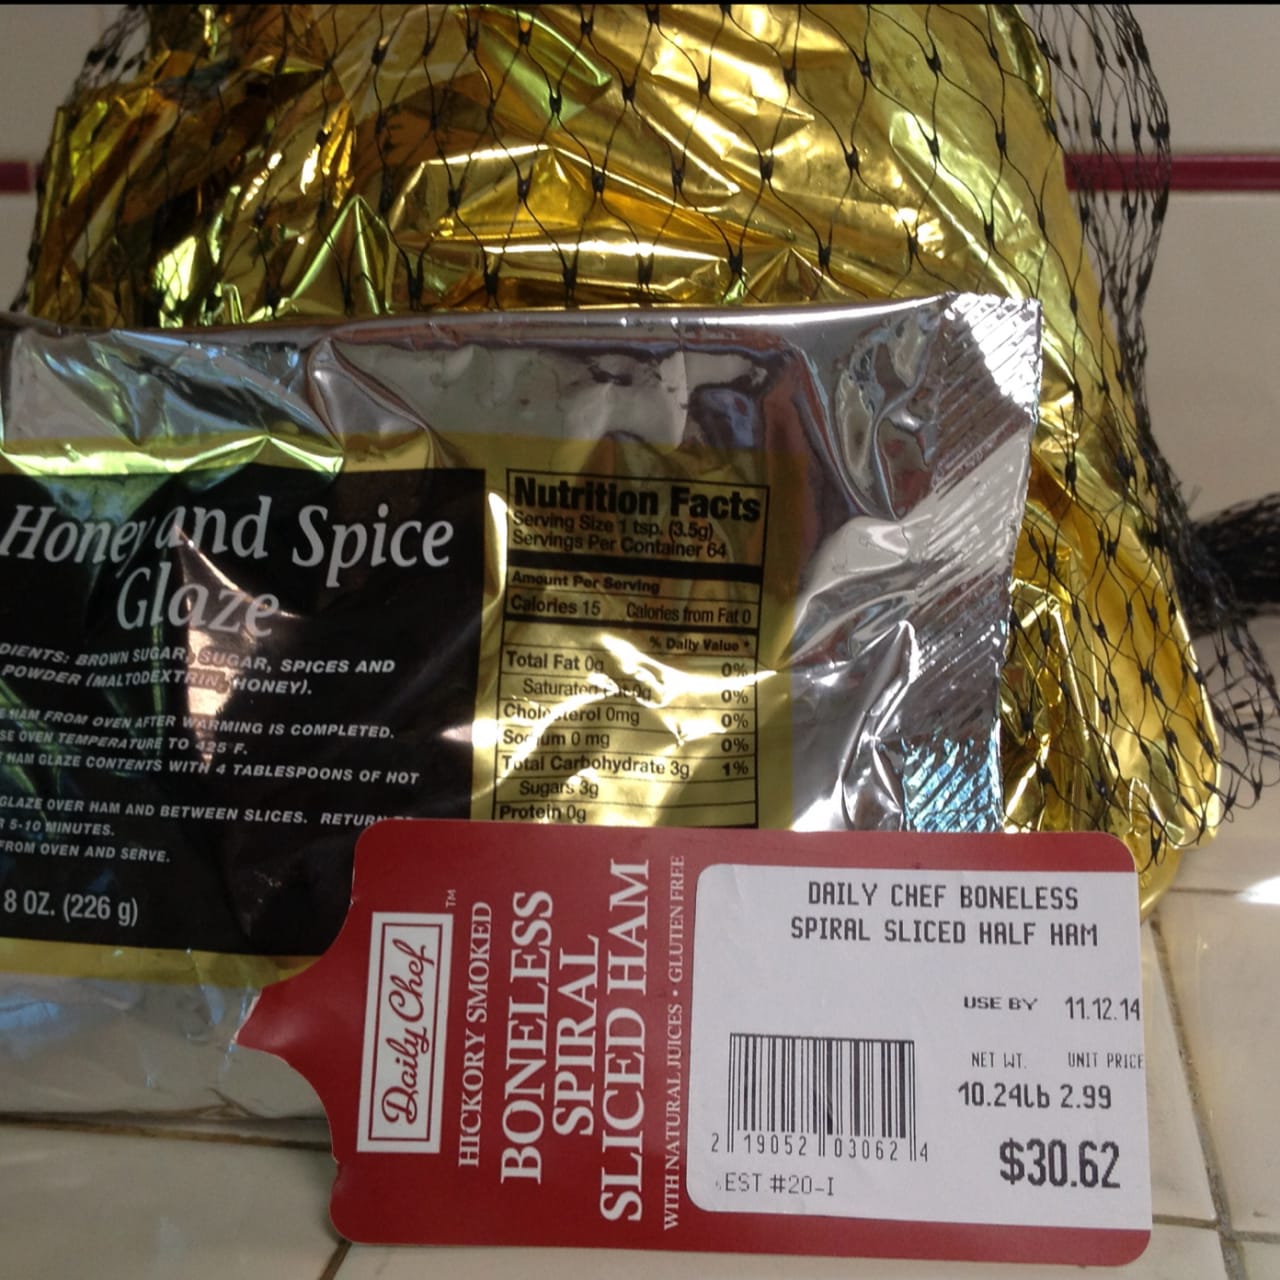 Honey and Spice
Glaze
DIENTS: BROWN SUGAR, SUGAR, SPICES AND
POWDER (MALTODEXTRIN, HONEY).
HAM FROM OVEN AFTER WARMING IS COMPLETED.
SE OVEN TEMPERATURE TO 425 F.
HAM GLAZE CONTENTS WITH 4 TABLESPOONS OF HOT
GLAZE OVER HAM AND BETWEEN SLICES. RETURN
5-10 MINUTES.
FROM OVEN AND SERVE.
8 OZ. (226 g)
Nutrition Facts
Serving Size 1 tsp. (3.5g)
Servings Per Container 64
Amount Per Serving
Calories 15 Calories from Fat 0
% Daily Value*
Total Fat 0g 0%
Saturated Fat 0g 0%
Cholesterol 0mg 0%
Sodium 0 mg 0%
Total Carbohydrate 3g 1%
Sugars 3g
Protein 0g
Daily Chef™
HICKORY SMOKED
BONELESS
SPIRAL
SLICED HAM
WITH NATURAL JUICES • GLUTEN FREE
DAILY CHEF BONELESS
SPIRAL SLICED HALF HAM
USE BY 11.12.14
NET WT. UNIT PRICE
10.24lb 2.99
$30.62
2 19052 03062 4
EST #20-I